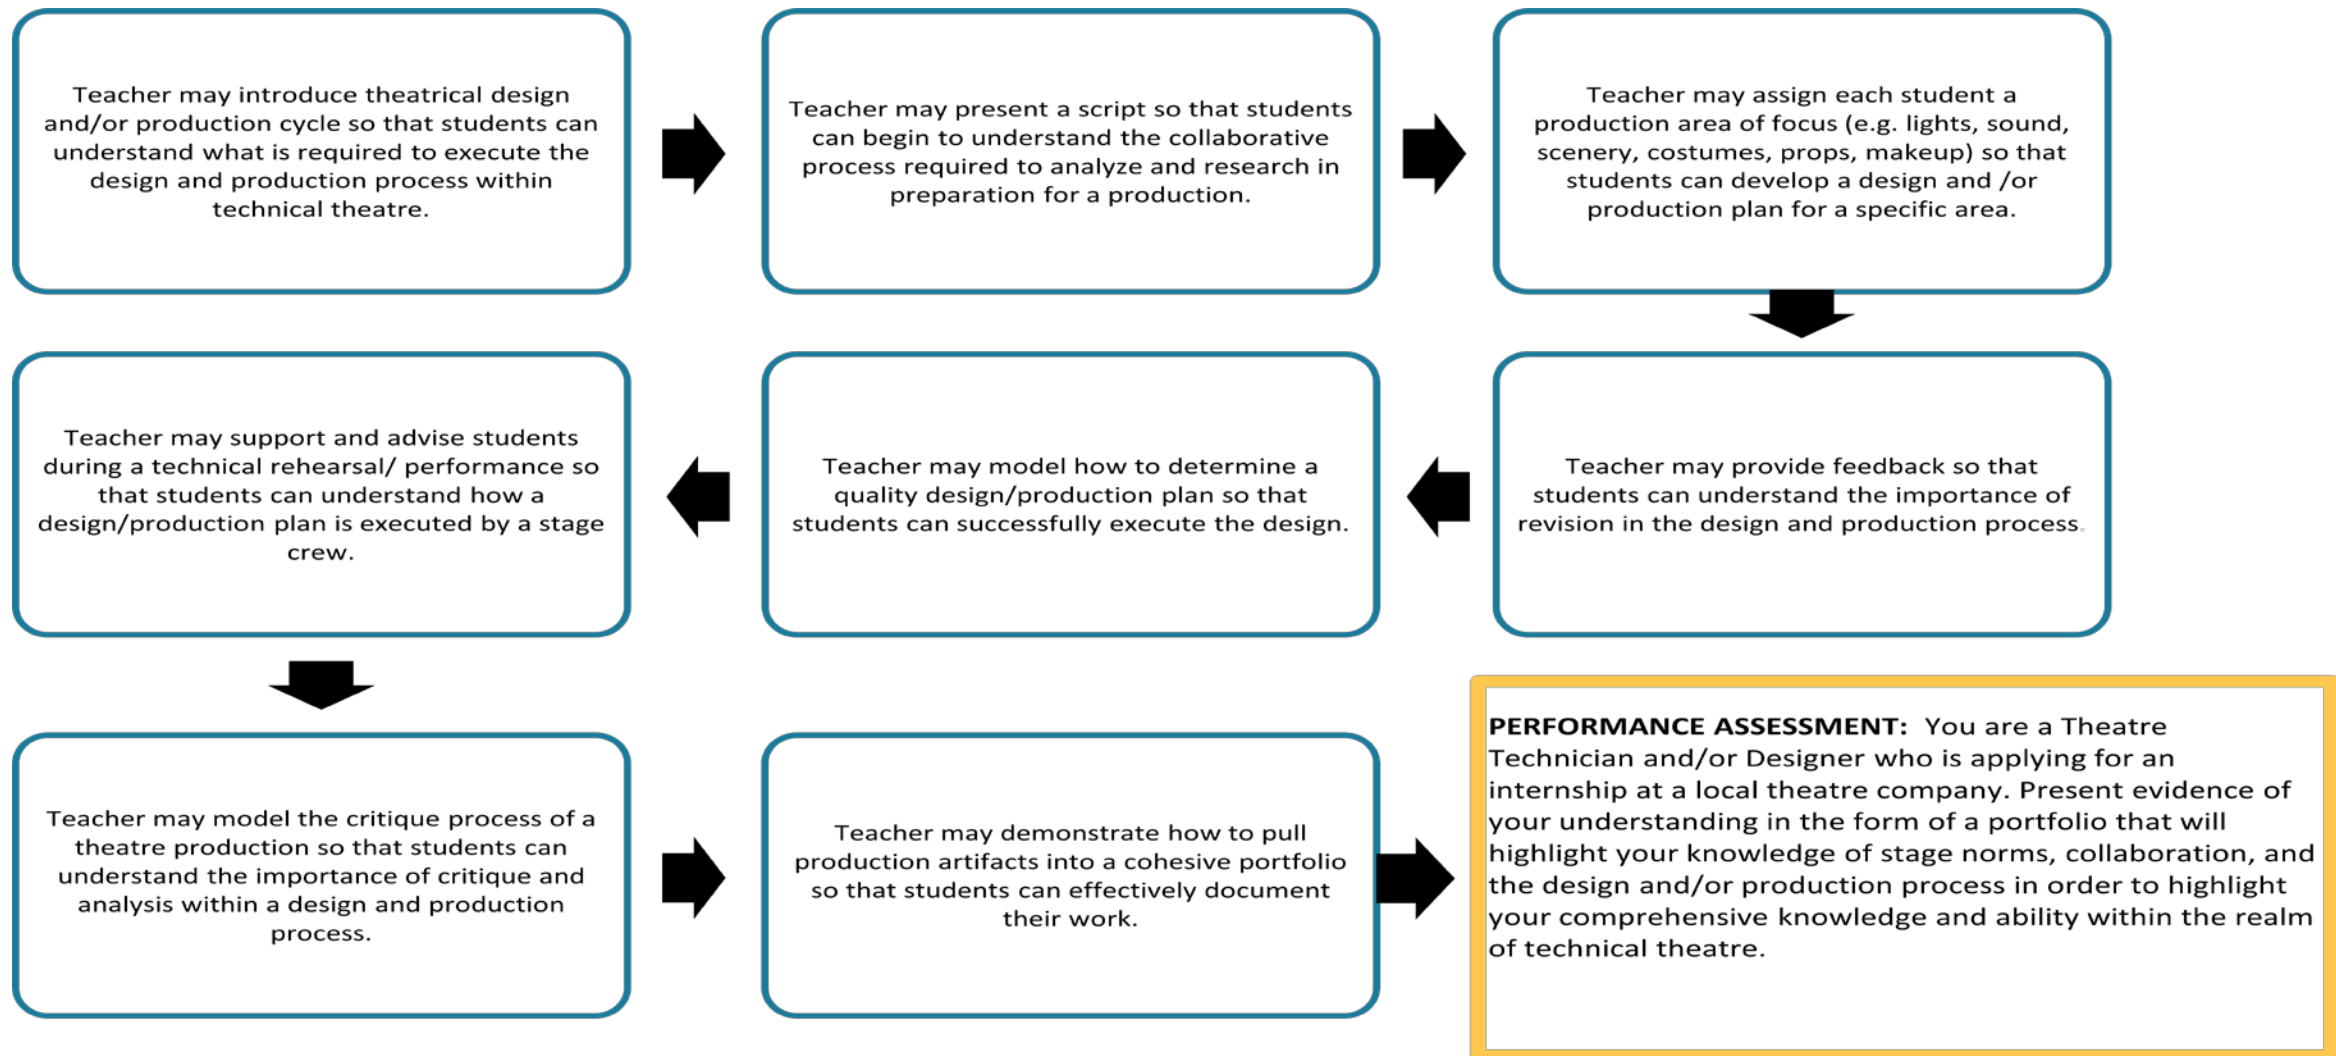 Teacher may introduce theatrical design
and/or production cycle so that students can
understand what is required to execute the
design and production process within
technical theatre.
Teacher may present a script so that students
can begin to understand the collaborative
process required to analyze and research in
preparation for a production.
Teacher may assign each student a
production area of focus (e.g. lights, sound,
scenery, costumes, props, makeup) so that
students can develop a design and /or
production plan for a specific area.
Teacher may provide feedback so that
students can understand the importance of
revision in the design and production process.
Teacher may model how to determine a
quality design/production plan so that
students can successfully execute the design.
Teacher may support and advise students
during a technical rehearsal/ performance so
that students can understand how a
design/production plan is executed by a stage
crew.
Teacher may model the critique process of a
theatre production so that students can
understand the importance of critique and
analysis within a design and production
process.
Teacher may demonstrate how to pull
production artifacts into a cohesive portfolio
so that students can effectively document
their work.
PERFORMANCE ASSESSMENT: You are a Theatre
Technician and/or Designer who is applying for an
internship at a local theatre company. Present evidence of
your understanding in the form of a portfolio that will
highlight your knowledge of stage norms, collaboration, and
the design and/or production process in order to highlight
your comprehensive knowledge and ability within the realm
of technical theatre.